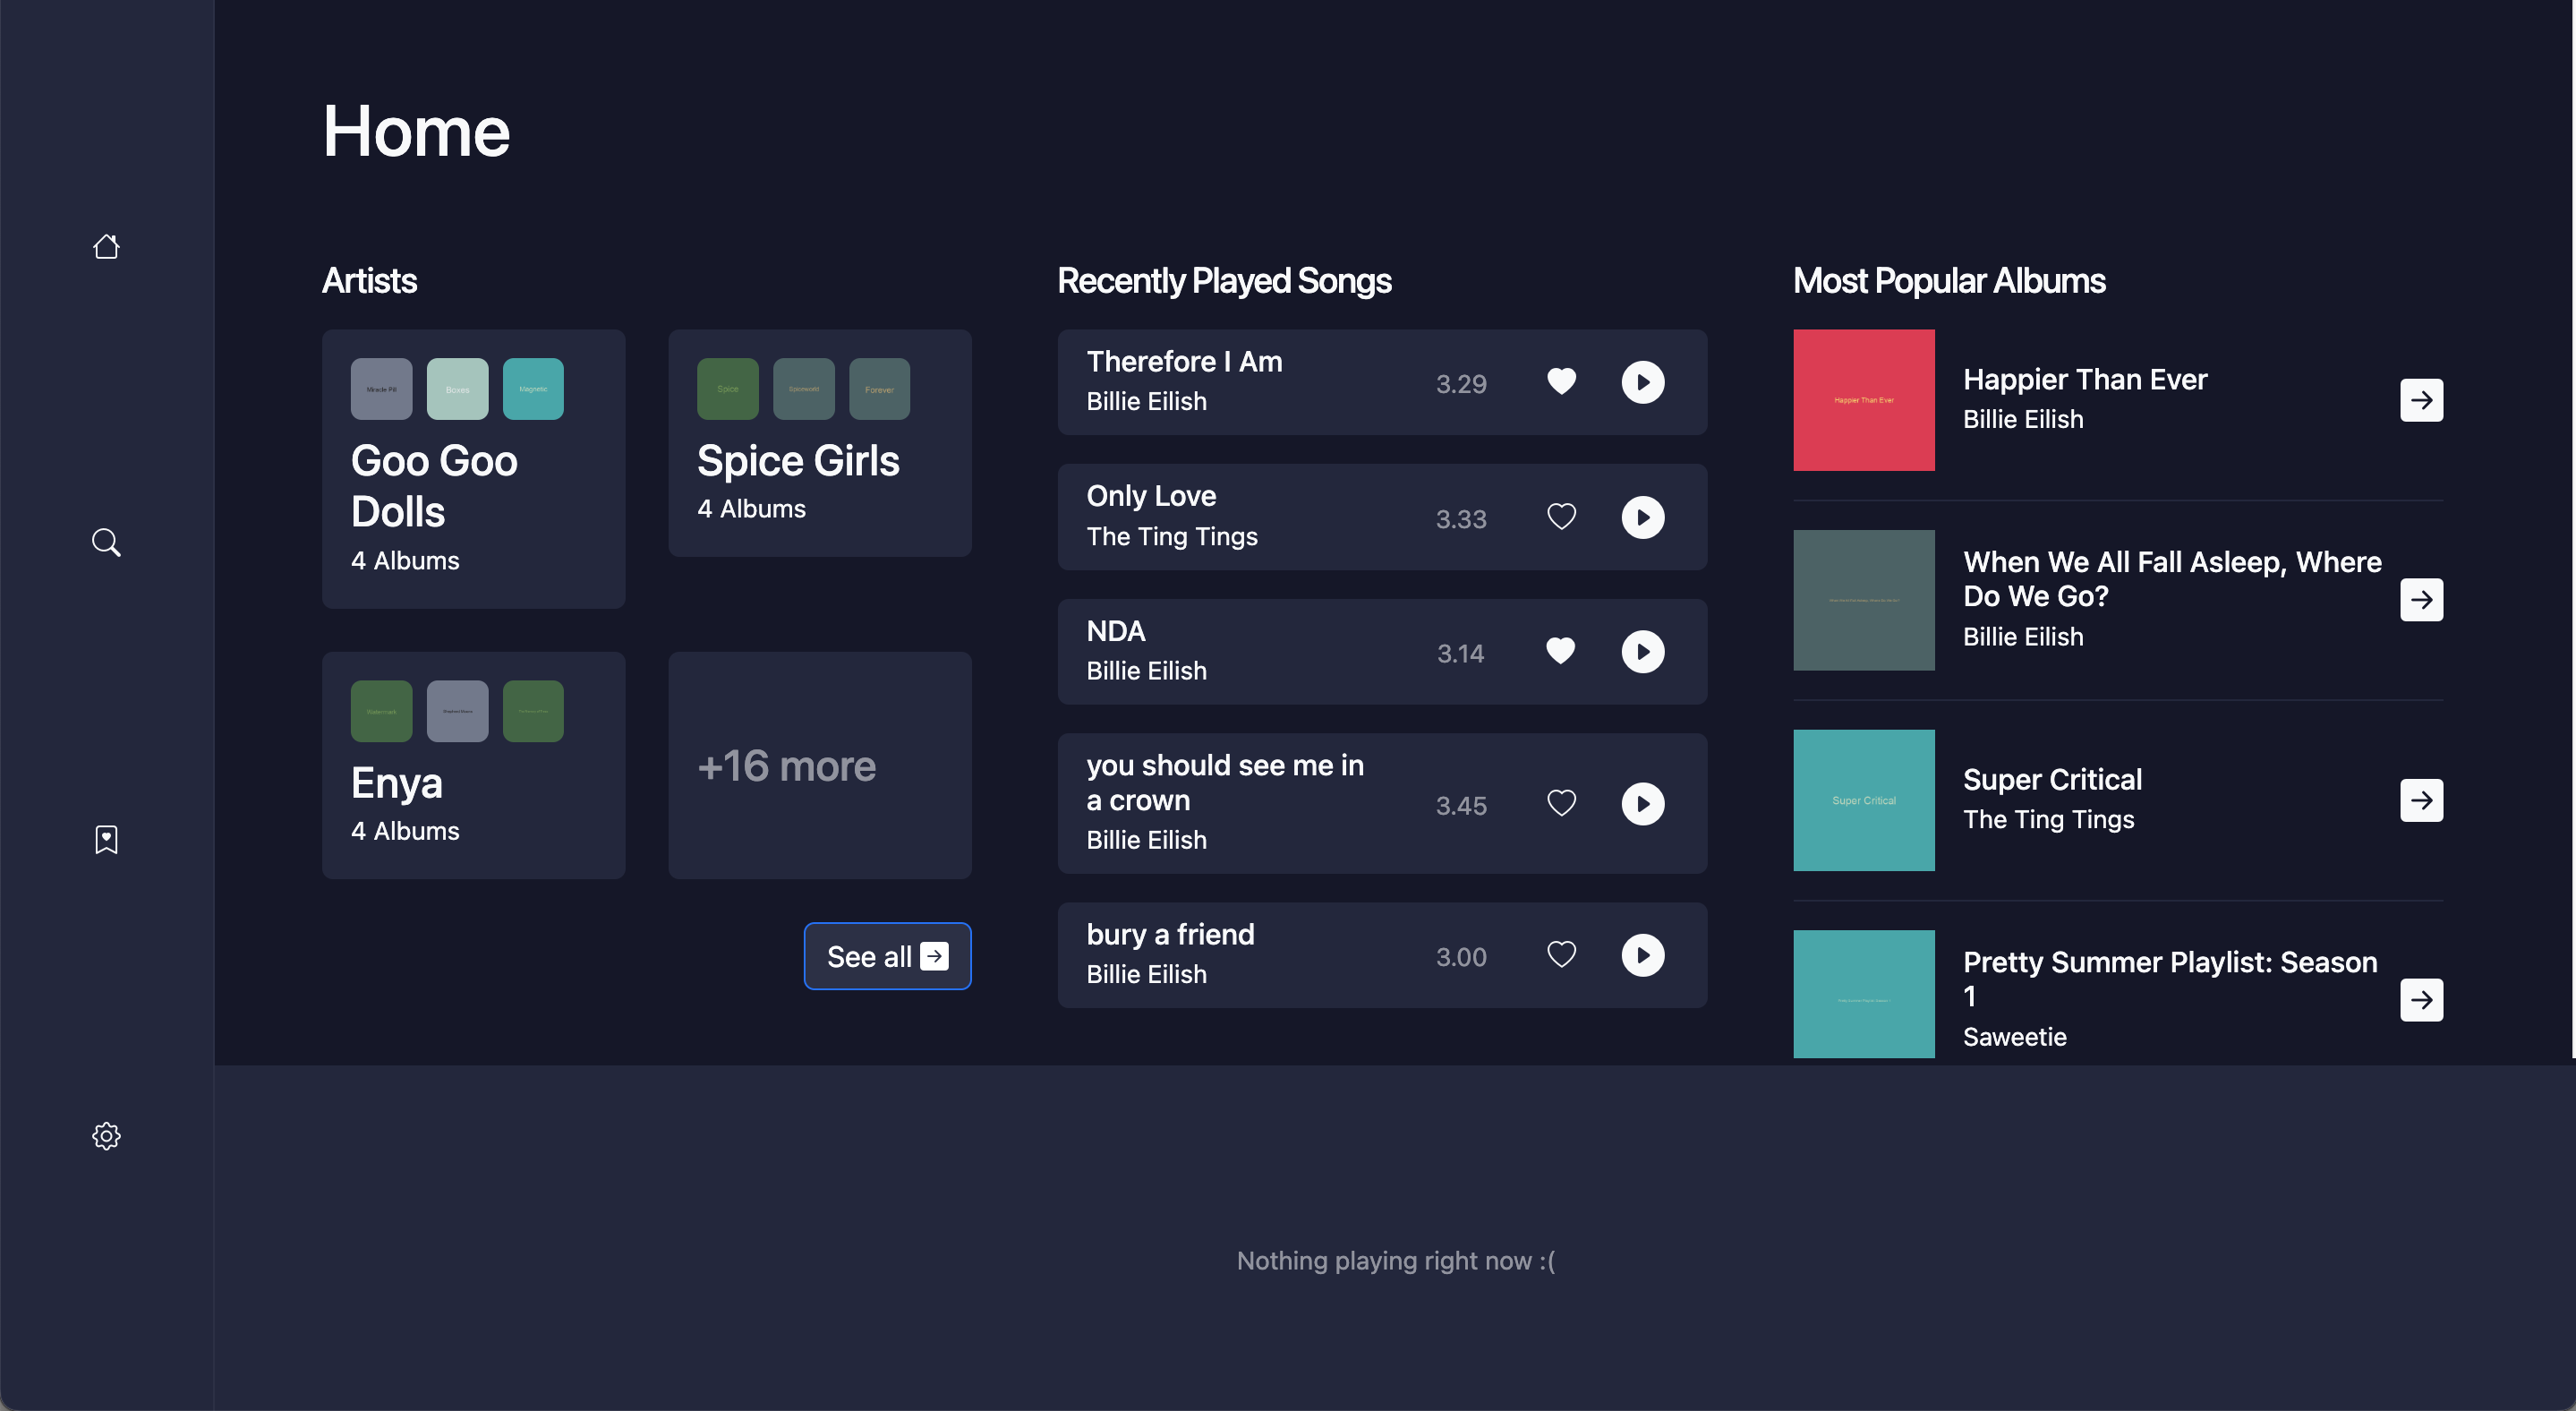 Home
Artists
Miracle Pill
Boxes
Magnetic
Goo Goo
Dolls
4 Albums
Spice
Spiceworld
Forever
Spice Girls
4 Albums
Watermark
Shepherd Moons
Enya
4 Albums
+16 more
See all
Recently Played Songs
Therefore I Am
Billie Eilish
3.29
Only Love
The Ting Tings
3.33
NDA
Billie Eilish
3.14
you should see me in
a crown
Billie Eilish
3.45
bury a friend
Billie Eilish
3.00
Most Popular Albums
Happier Than Ever
Happier Than Ever
Billie Eilish
When We All Fall Asleep, Where
Do We Go?
Billie Eilish
Super Critical
Super Critical
The Ting Tings
Pretty Summer Playlist: Season
1
Saweetie
Nothing playing right now :(